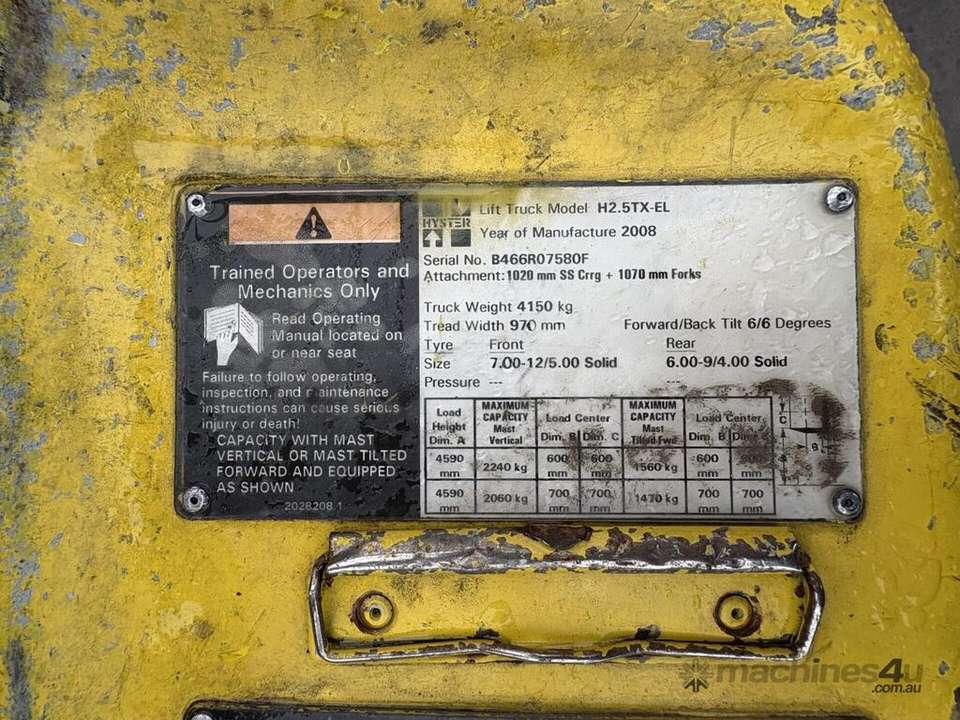 Trained Operators and
Mechanics Only
Read Operating
Manual located on
or near seat
Failure to follow operating,
inspection, and maintenance
instructions can cause serious
injury or death!
CAPACITY WITH MAST
VERTICAL OR MAST TILTED
FORWARD AND EQUIPPED
AS SHOWN
2028208 1
HYSTER
Lift Truck Model H2.5TX-EL
Year of Manufacture 2008
Serial No. B466R07580F
Attachment: 1020 mm SS Crrg + 1070 mm Forks
Truck Weight 4150 kg
Tread Width 970 mm Forward/Back Tilt 6/6 Degrees
Tyre Front Rear
Size 7.00-12/5.00 Solid 6.00-9/4.00 Solid
Pressure --- ---
Load Height Dim. A MAXIMUM CAPACITY Mast Vertical Load Center Dim. B Dim. C MAXIMUM CAPACITY Mast Tilted Fwd Load Center Dim. B Dim. C
4590 mm 2240 kg 600 mm 600 mm 1560 kg 600 mm mm
4590 mm 2060 kg 700 mm 700 mm 1470 kg 700 mm 700 mm
machines4u
.com.au